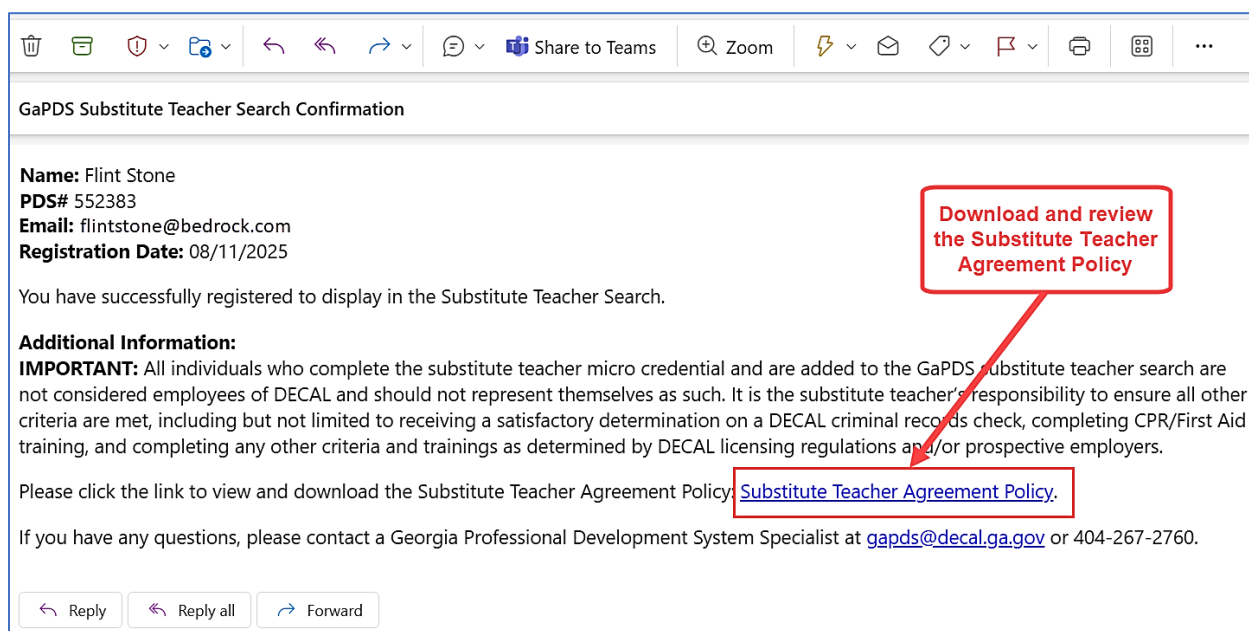 Share to Teams
Zoom
GaPDS Substitute Teacher Search Confirmation
Name: Flint Stone
PDS# 552383
Email: flintstone@bedrock.com
Registration Date: 08/11/2025
Download and review
the Substitute Teacher
Agreement Policy
You have successfully registered to display in the Substitute Teacher Search.
Additional Information:
IMPORTANT: All individuals who complete the substitute teacher micro credential and are added to the GaPDS substitute teacher search are
not considered employees of DECAL and should not represent themselves as such. It is the substitute teacher's responsibility to ensure all other
criteria are met, including but not limited to receiving a satisfactory determination on a DECAL criminal records check, completing CPR/First Aid
training, and completing any other criteria and trainings as determined by DECAL licensing regulations and/or prospective employers.
Please click the link to view and download the Substitute Teacher Agreement Policy: Substitute Teacher Agreement Policy.
If you have any questions, please contact a Georgia Professional Development System Specialist at gapds@decal.ga.gov or 404-267-2760.
Reply
Reply all
Forward